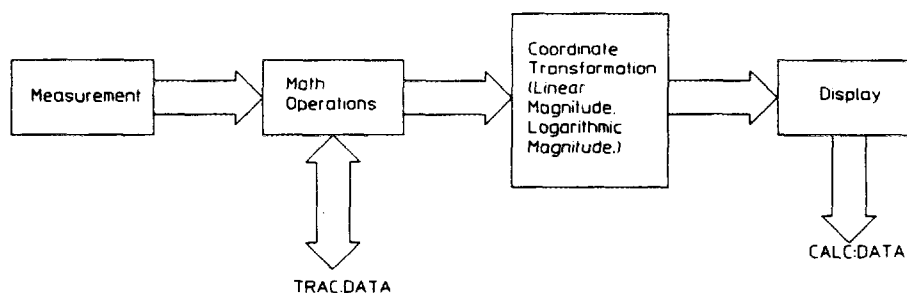 Measurement
Math
Operations
Coordinate
Transformation
(Linear
Magnitude,
Logarithmic
Magnitude,)
Display
TRAC:DATA
CALC:DATA